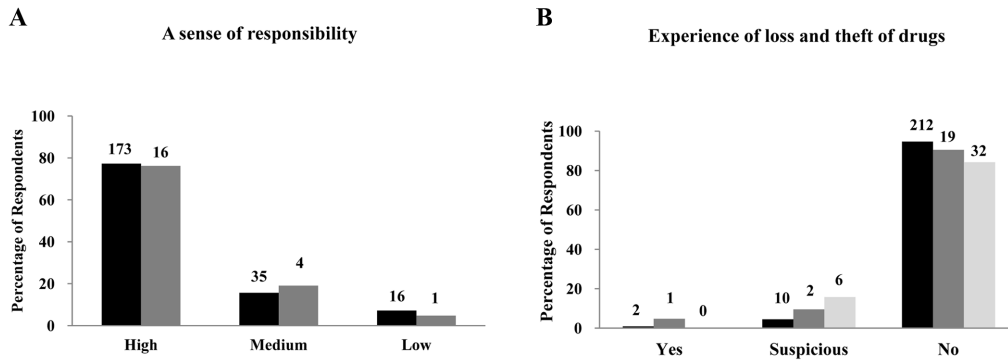 A
A sense of responsibility
Percentage of Respondents
100
80
60
40
20
0
173
16
35
4
16
1
High
Medium
Low
B
Experience of loss and theft of drugs
Percentage of Respondents
100
80
60
40
20
0
2
1
0
10
2
6
212
19
32
Yes
Suspicious
No